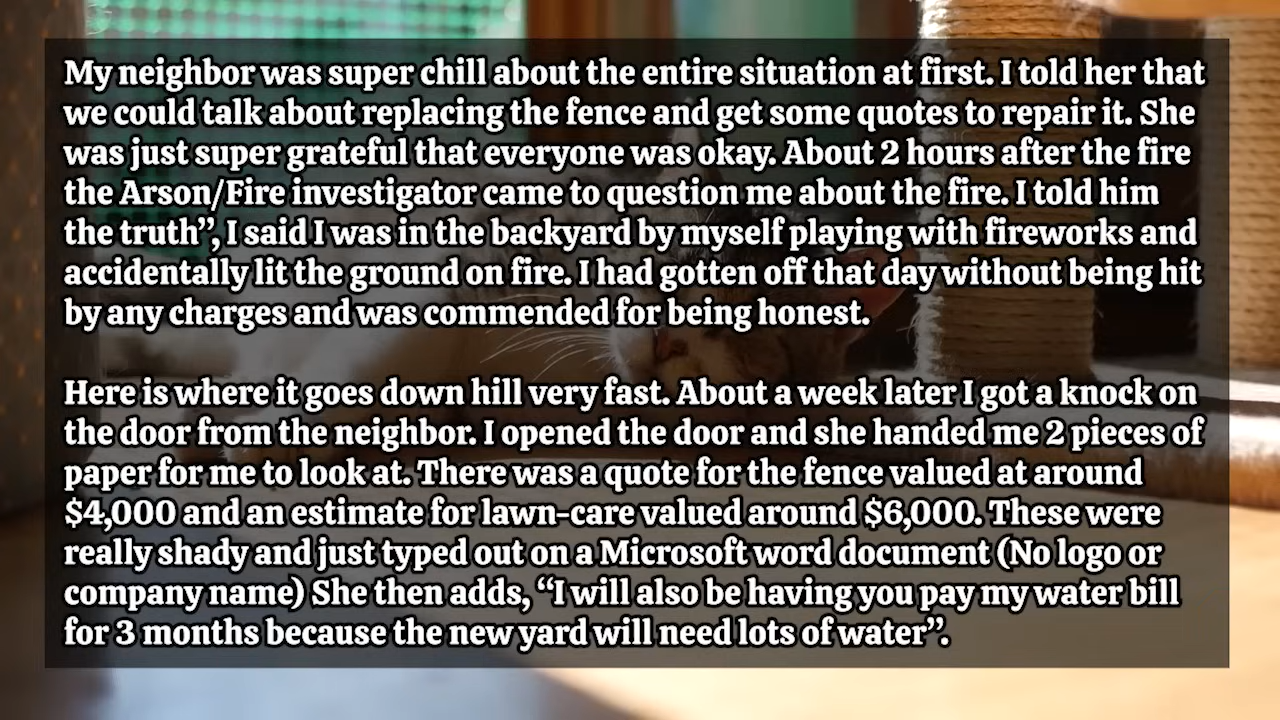 My neighbor was super chill about the entire situation at first. I told her that
we could talk about replacing the fence and get some quotes to repair it. She
was just super grateful that everyone was okay. About 2 hours after the fire
the Arson/Fire investigator came to question me about the fire. I told him
the truth”, I said I was in the backyard by myself playing with fireworks and
accidentally lit the ground on fire. I had gotten off that day without being hit
by any charges and was commended for being honest.
Here is where it goes down hill very fast. About a week later I got a knock on
the door from the neighbor. I opened the door and she handed me 2 pieces of
paper for me to look at. There was a quote for the fence valued at around
$4,000 and an estimate for lawn-care valued around $6,000. These were
really shady and just typed out on a Microsoft word document (No logo or
company name) She then adds, “I will also be having you pay my water bill
for 3 months because the new yard will need lots of water”.